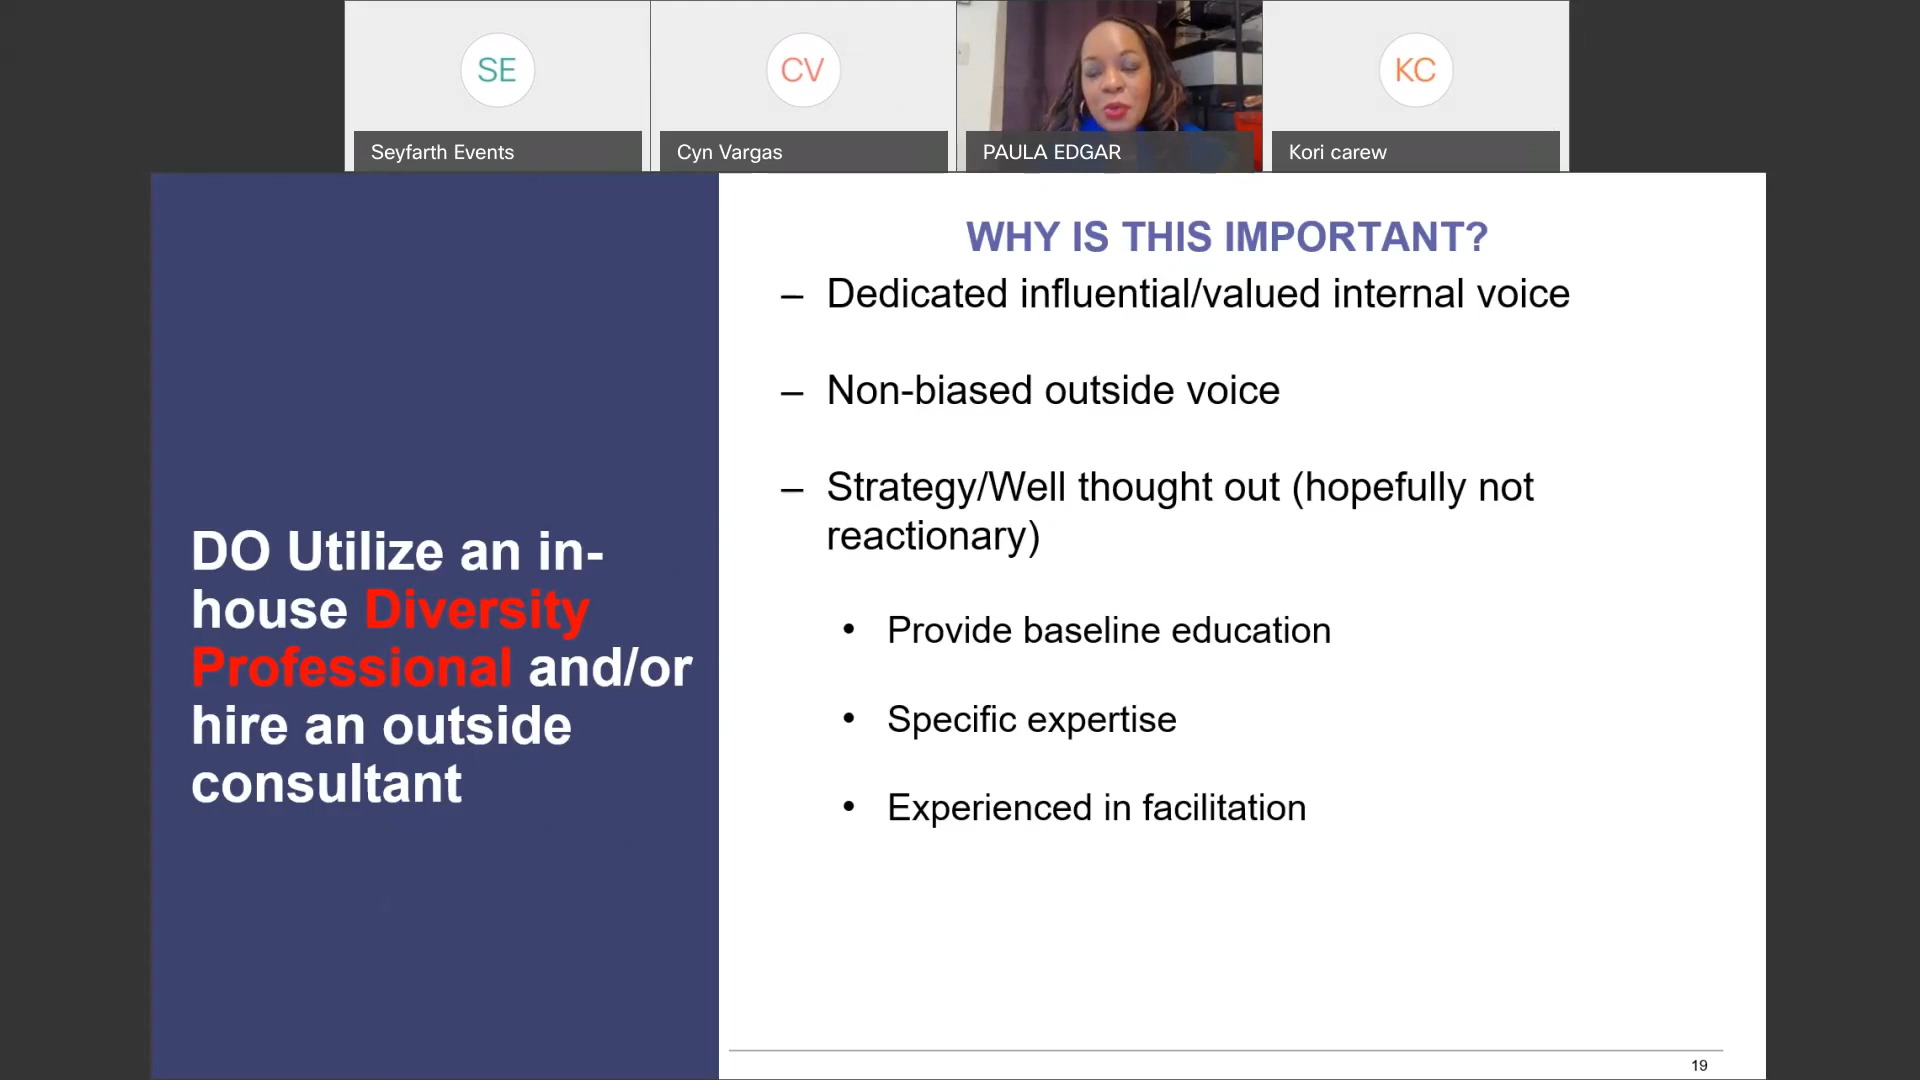 SE
CV
KC
Seyfarth Events
Cyn Vargas
PAULA EDGAR
Kori carew
DO Utilize an in-
house Diversity
Professional and/or
hire an outside
consultant
WHY IS THIS IMPORTANT?
– Dedicated influential/valued internal voice
– Non-biased outside voice
– Strategy/Well thought out (hopefully not
reactionary)
• Provide baseline education
• Specific expertise
• Experienced in facilitation
19